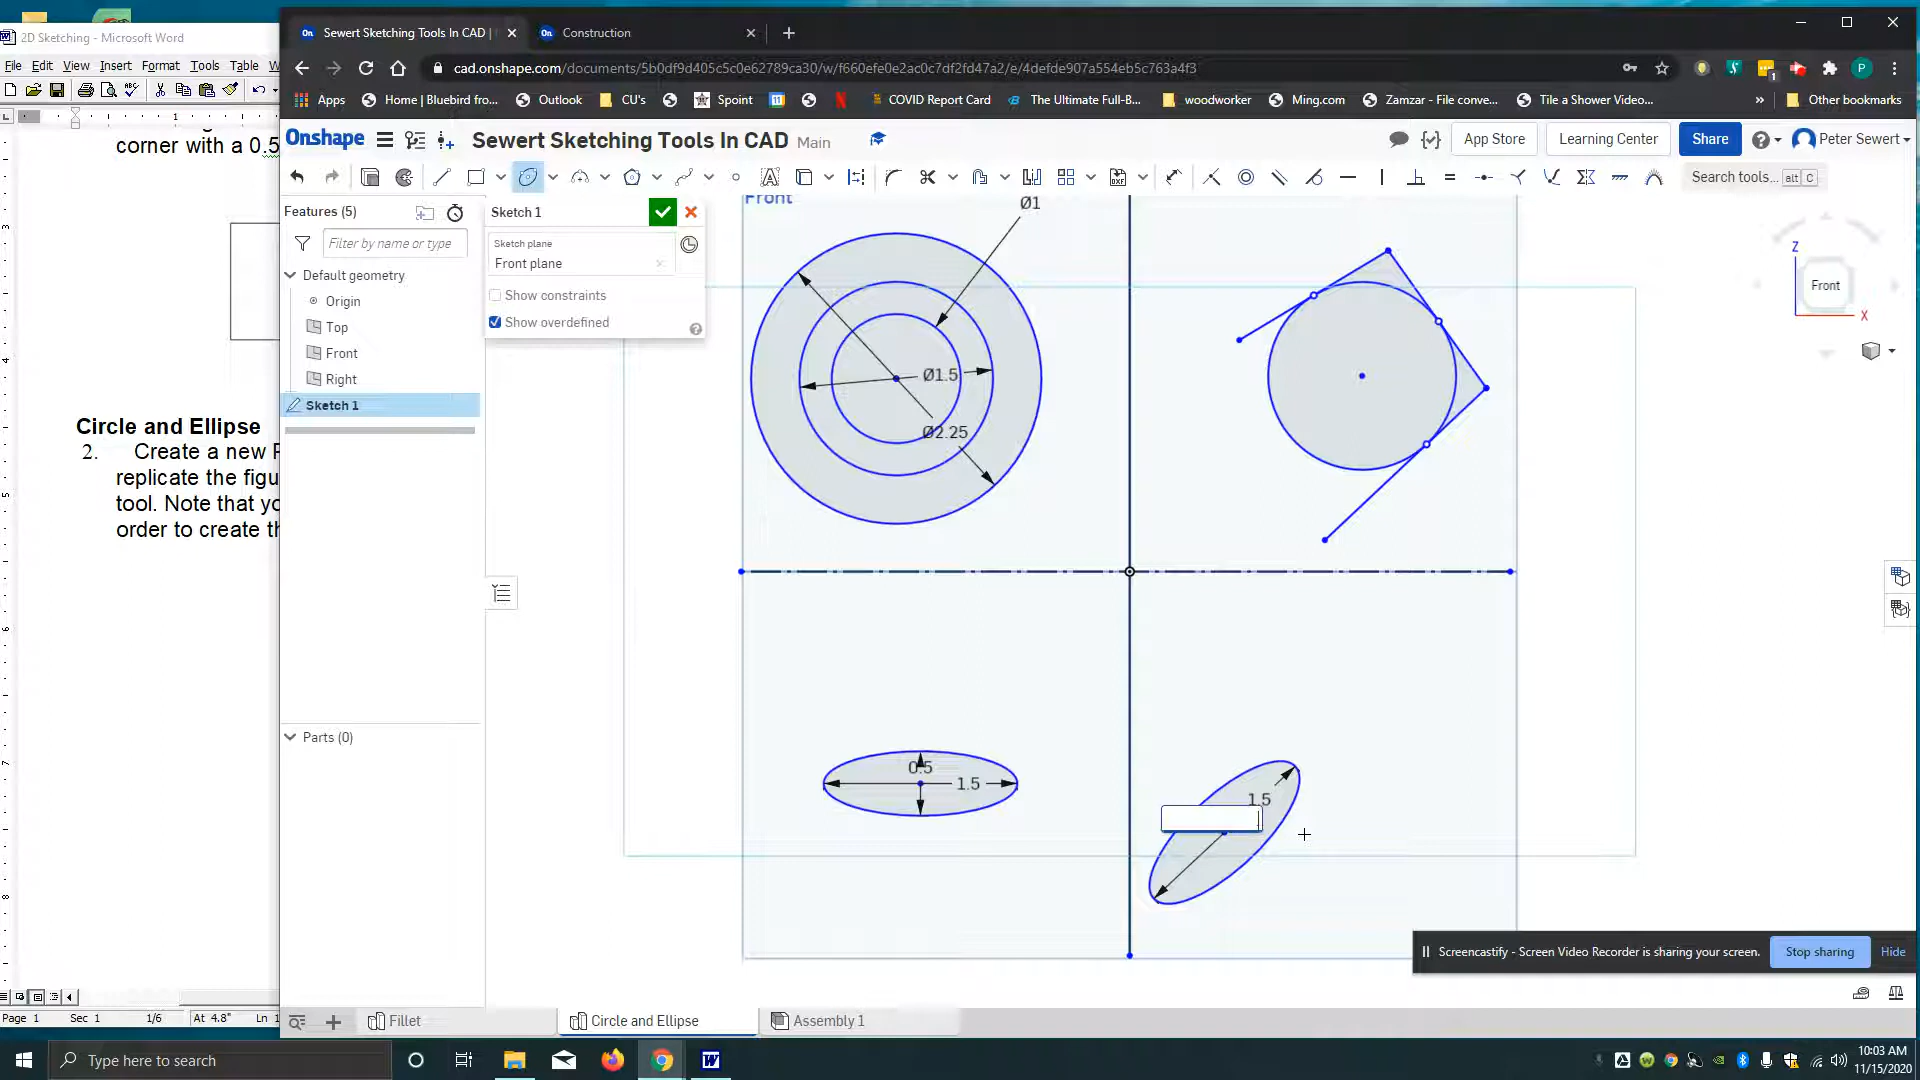 2D Sketching - Microsoft Word
File Edit View Insert Format Tools Table
corner with a 0.5
Circle and Ellipse
2. Create a new
replicate the figu
tool. Note that yo
order to create th
Page 1 Sec 1 1/6 At 4.8" Ln
Sewert Sketching Tools In CAD |
Construction
cad.onshape.com/documents/5b0df9d405c5c0e62789ca30/w/f660efe0e2ac0c7df2fd47a2/e/4defde907a554eb5c763a4f3
Apps Home | Bluebird fro... Outlook CU's Spoint COVID Report Card The Ultimate Full-B... woodworker Ming.com Zamzar - File conve... Tile a Shower Video... » Other bookmarks
Onshape Sewert Sketching Tools In CAD Main App Store Learning Center Share Peter Sewert
Search tools... alt C
Features (5)
Filter by name or type
Default geometry
Origin
Top
Front
Right
Sketch 1
Parts (0)
Sketch 1
Sketch plane
Front plane
Show constraints
Show overdefined
Front
Ø1
Ø1.5
Ø2.25
0.5
1.5
1.5
Z
Front
X
Screencastify - Screen Video Recorder is sharing your screen. Stop sharing Hide
Fillet Circle and Ellipse Assembly 1
Type here to search
10:03 AM
11/15/2020